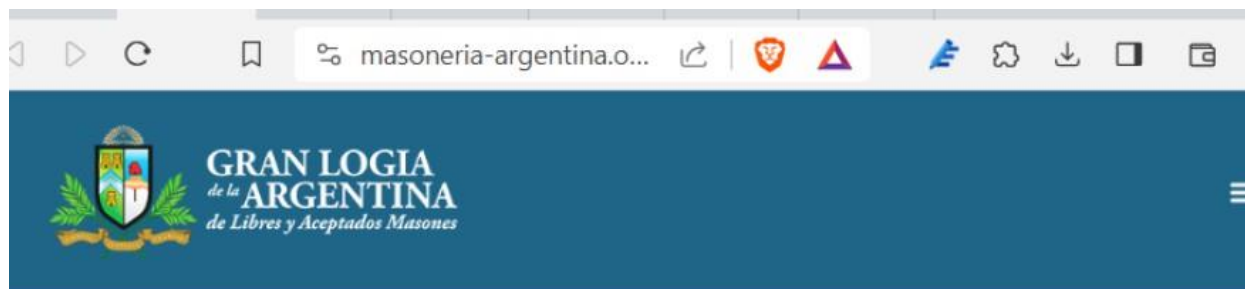 masoneria-argentina.o...
GRAN LOGIA
de la ARGENTINA
de Libres y Aceptados Masones